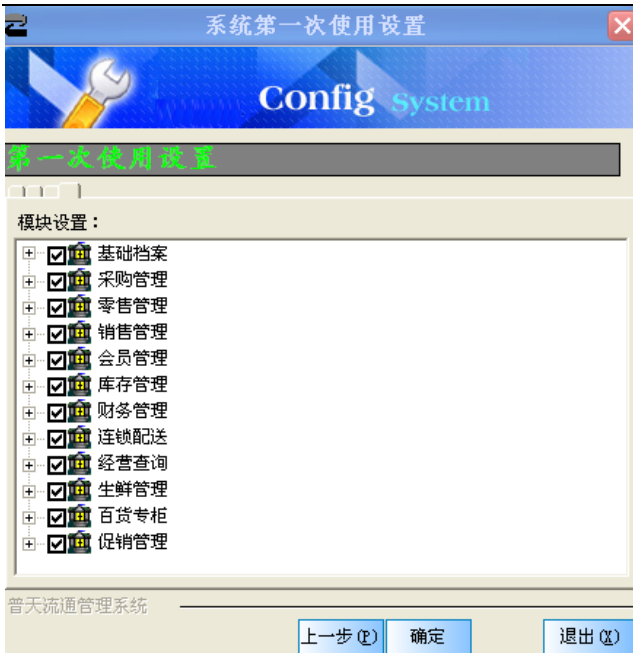 系统第一次使用设置
Config System
第一次使用设置
模块设置：
基础档案
采购管理
零售管理
销售管理
会员管理
库存管理
财务管理
连锁配送
经营查询
生鲜管理
百货专柜
促销管理
普天流通管理系统
上一步(P) 确定 退出(X)